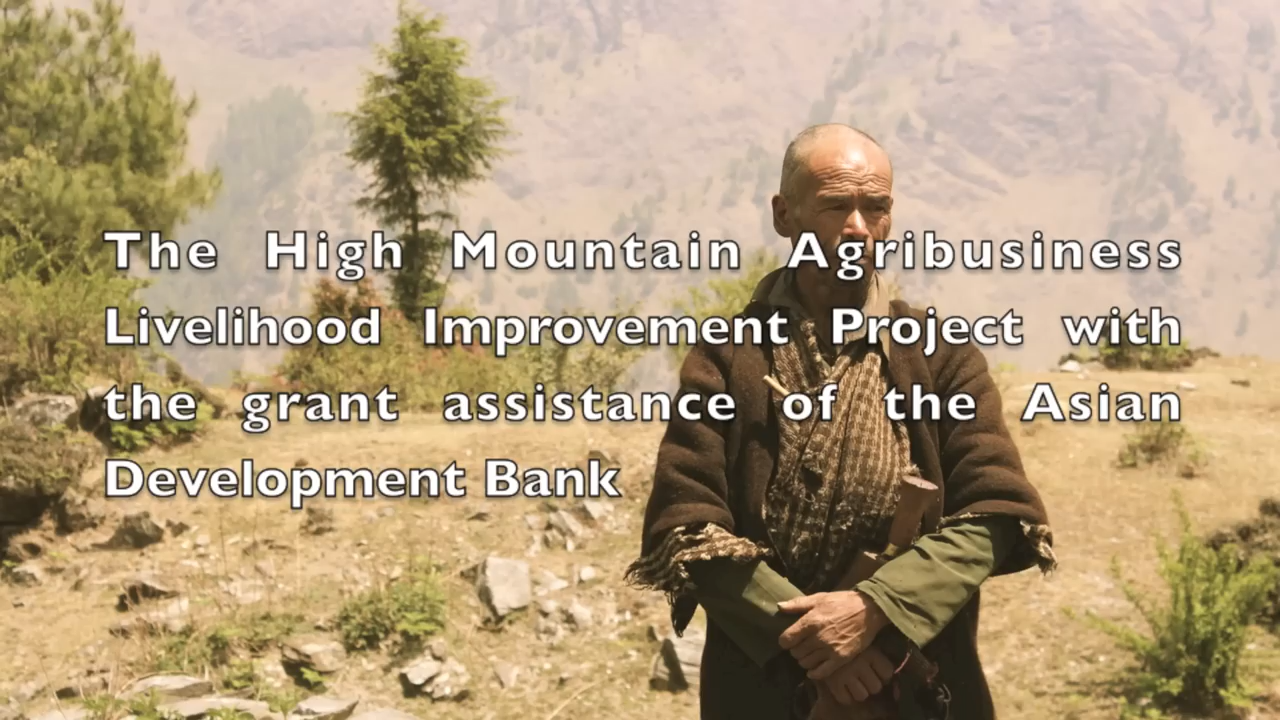 The High Mountain Agribusiness
Livelihood Improvement Project with
the grant assistance of the Asian
Development Bank